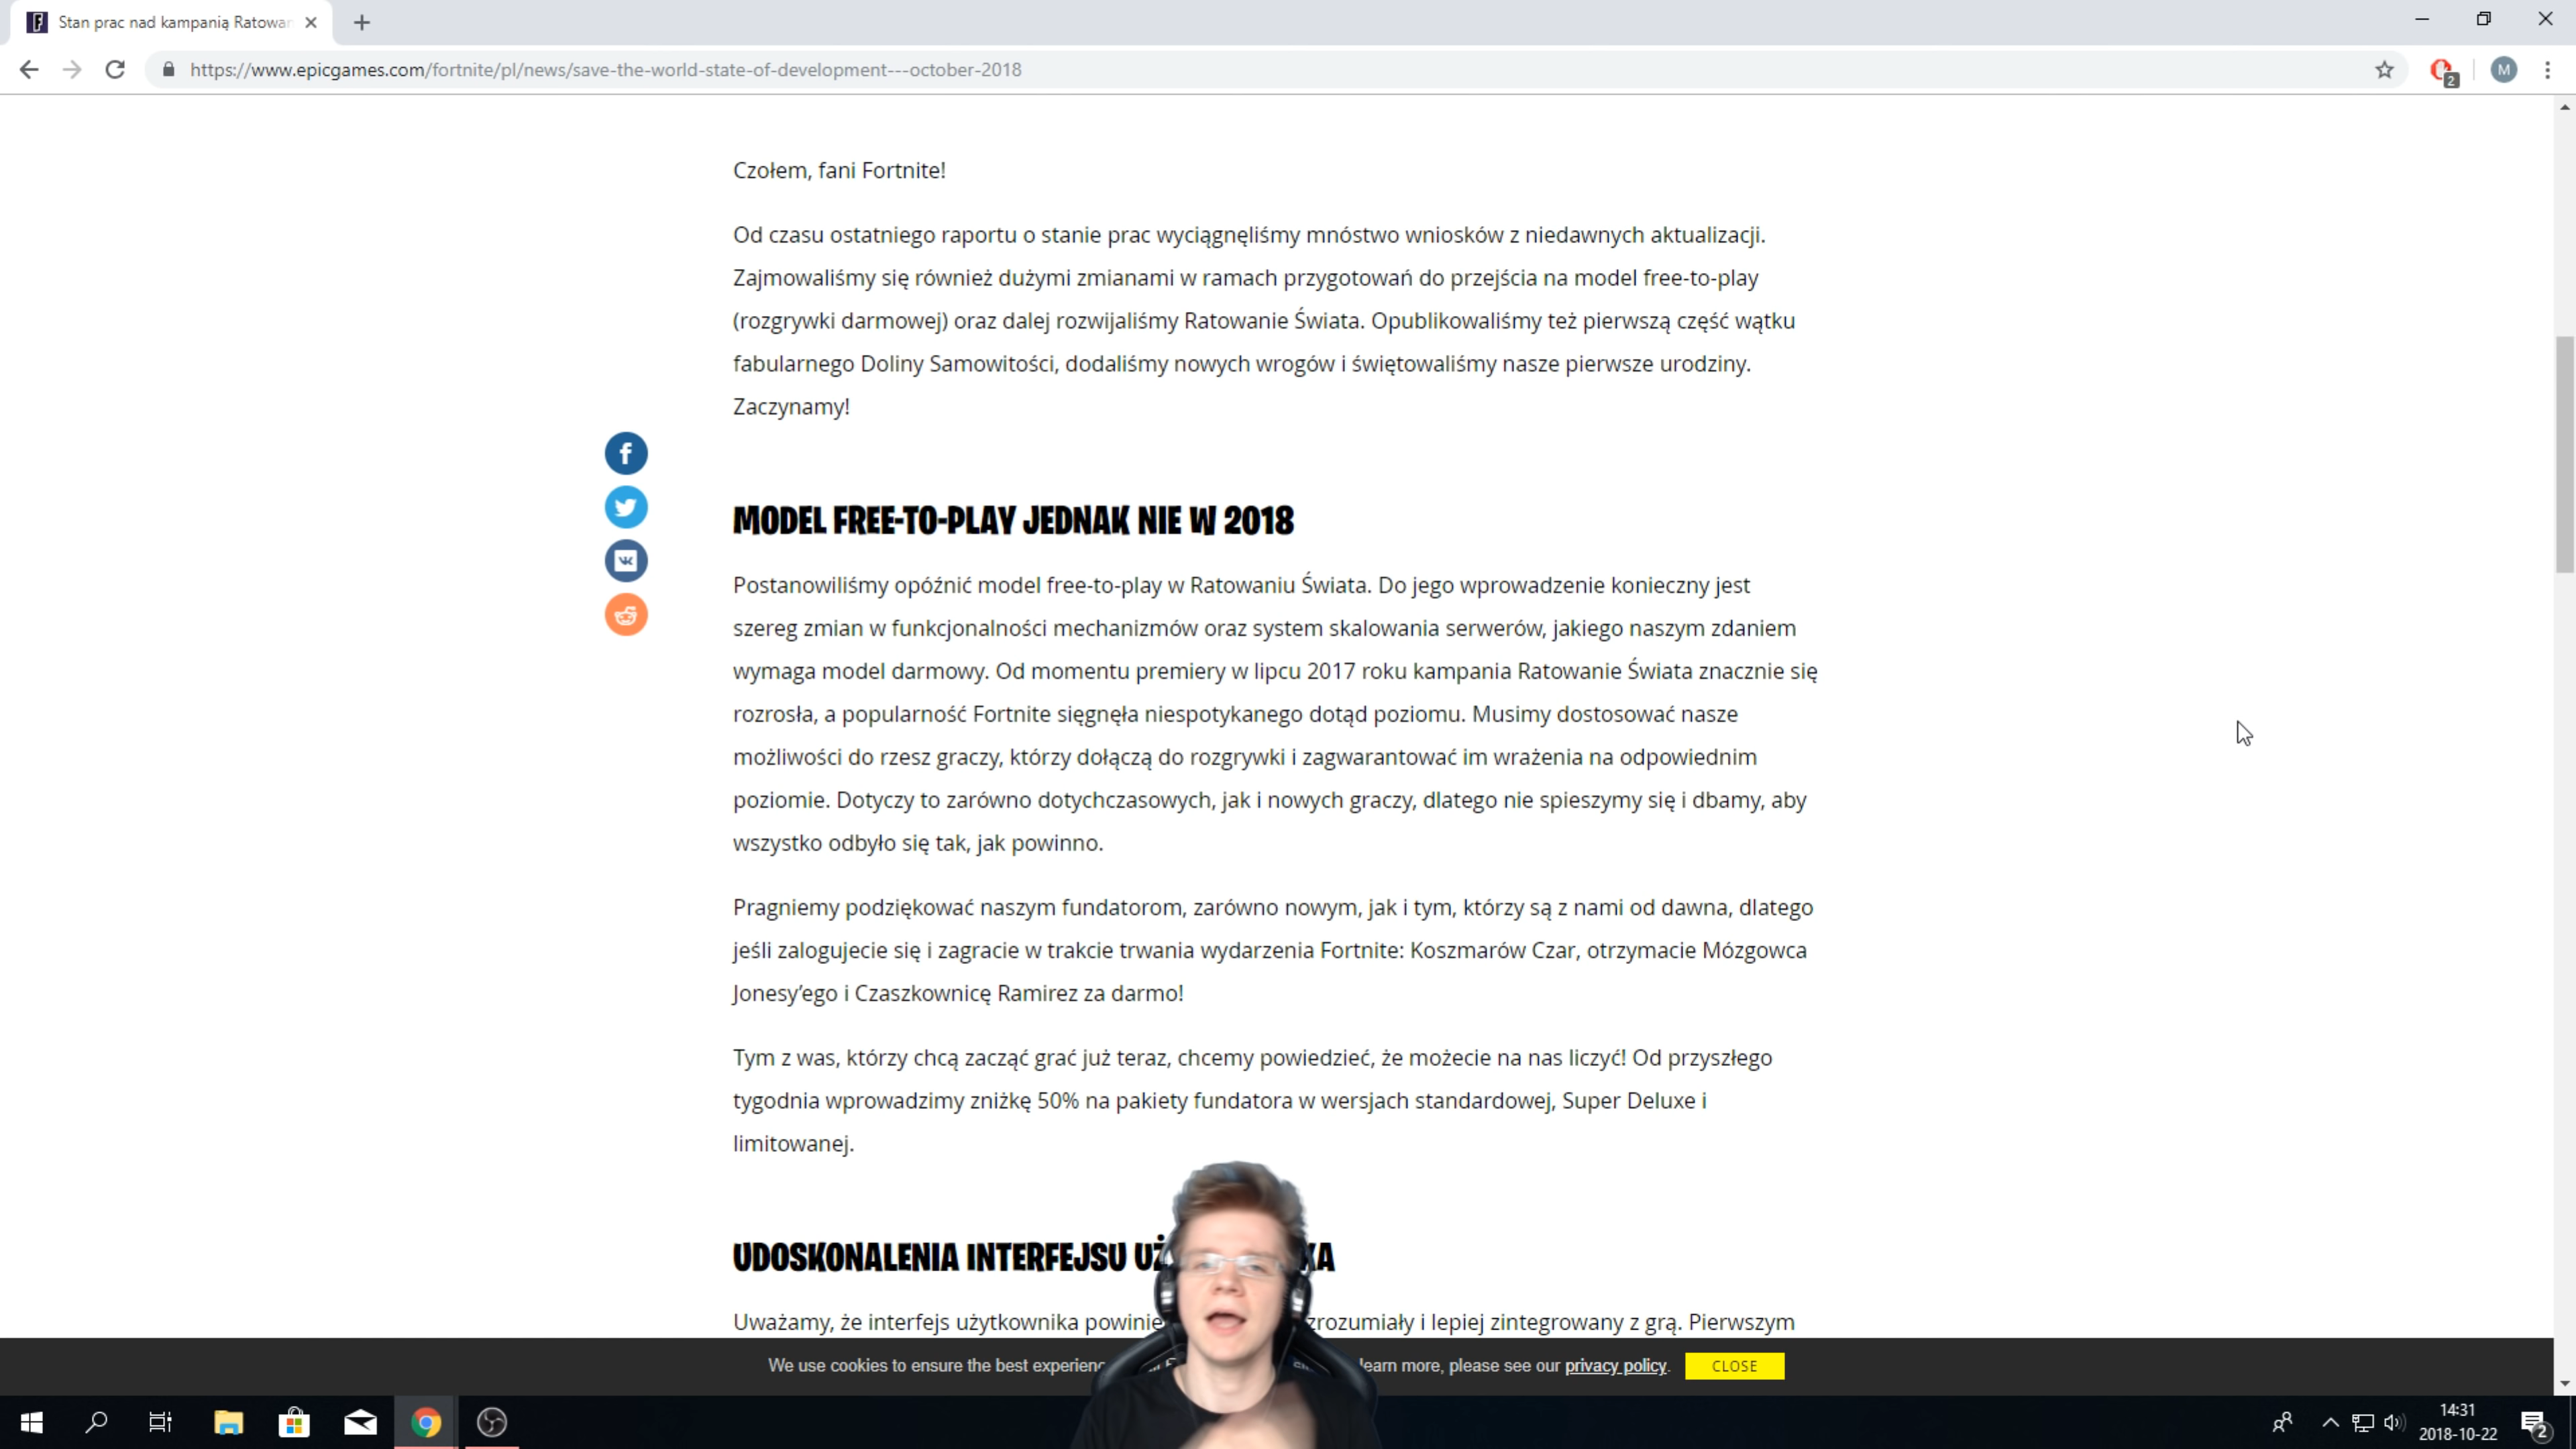 Stan prac nad kampanią Ratowan
https://www.epicgames.com/fortnite/pl/news/save-the-world-state-of-development---october-2018
2
M
Czołem, fani Fortnite!
Od czasu ostatniego raportu o stanie prac wyciągnęliśmy mnóstwo wniosków z niedawnych aktualizacji.
Zajmowaliśmy się również dużymi zmianami w ramach przygotowań do przejścia na model free-to-play
(rozgrywki darmowej) oraz dalej rozwijaliśmy Ratowanie Świata. Opublikowaliśmy też pierwszą część wątku
fabularnego Doliny Samowitości, dodaliśmy nowych wrogów i świętowaliśmy nasze pierwsze urodziny.
Zaczynamy!
MODEL FREE-TO-PLAY JEDNAK NIE W 2018
Postanowiliśmy opóźnić model free-to-play w Ratowaniu Świata. Do jego wprowadzenie konieczny jest
szereg zmian w funkcjonalności mechanizmów oraz system skalowania serwerów, jakiego naszym zdaniem
wymaga model darmowy. Od momentu premiery w lipcu 2017 roku kampania Ratowanie Świata znacznie się
rozrosła, a popularność Fortnite sięgnęła niespotykanego dotąd poziomu. Musimy dostosować nasze
możliwości do rzesz graczy, którzy dołączą do rozgrywki i zagwarantować im wrażenia na odpowiednim
poziomie. Dotyczy to zarówno dotychczasowych, jak i nowych graczy, dlatego nie spieszymy się i dbamy, aby
wszystko odbyło się tak, jak powinno.
Pragniemy podziękować naszym fundatorom, zarówno nowym, jak i tym, którzy są z nami od dawna, dlatego
jeśli zalogujecie się i zagracie w trakcie trwania wydarzenia Fortnite: Koszmarów Czar, otrzymacie Mózgowca
Jonesy’ego i Czaszkownicę Ramirez za darmo!
Tym z was, którzy chcą zacząć grać już teraz, chcemy powiedzieć, że możecie na nas liczyć! Od przyszłego
tygodnia wprowadzimy zniżkę 50% na pakiety fundatora w wersjach standardowej, Super Deluxe i
limitowanej.
UDOSKONALENIA INTERFEJSU
Uważamy, że interfejs użytkownika zrozumiały i lepiej zintegrowany z grą. Pierwszym
We use cookies to ensure the best learn more, please see our privacy policy. CLOSE
14:31
2018-10-22
2